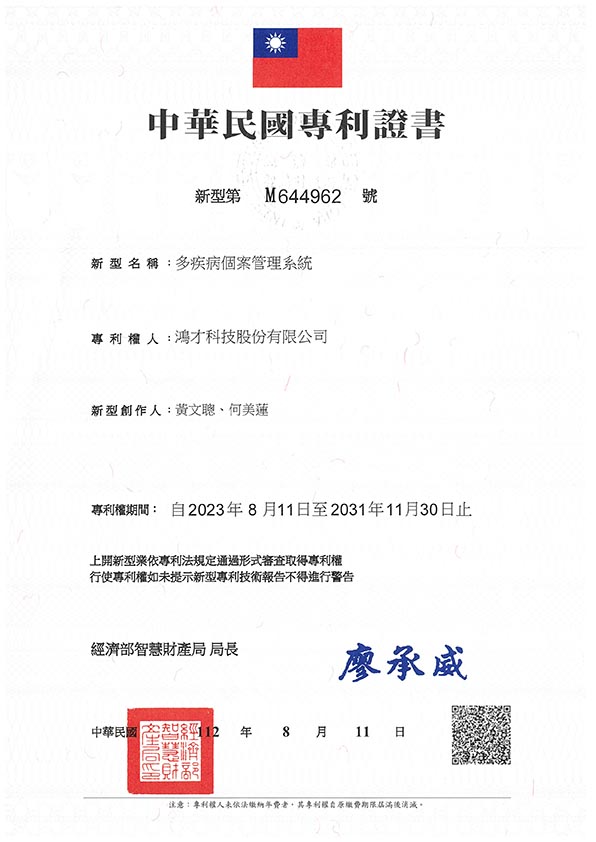 中華民國專利證書
新型第 M644962 號
新型名稱：多疾病個案管理系統
專利權人：鴻才科技股份有限公司
新型創作人：黃文聰、何美蓮
專利權期間： 自2023年 8 月11日至2031年11月30日止
上開新型業依專利法規定通過形式審查取得專利權
行使專利權如未提示新型專利技術報告不得進行警告
經濟部智慧財產局 局長
廖承威
中華民國 112 年 8 月 11 日
經濟部
智慧財
產局印
注意：專利權人未依法繳納年費者，其專利權自原繳費期限屆滿後消滅。